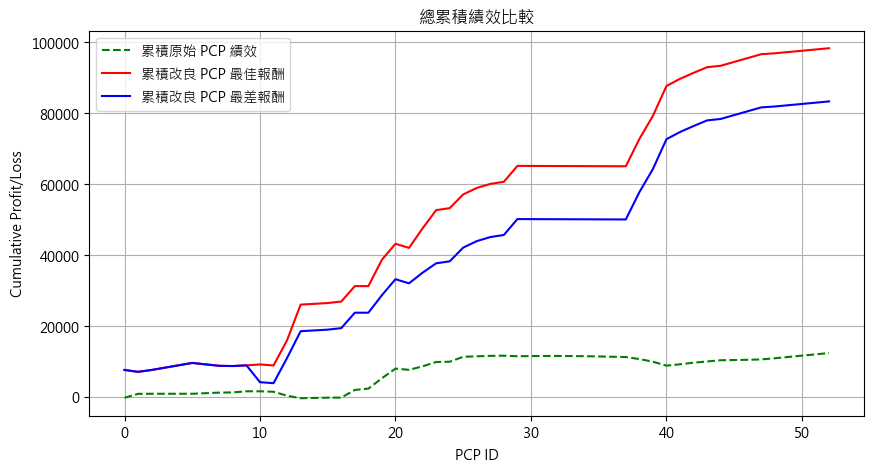 總累積績效比較
累積原始 PCP 績效
累積改良 PCP 最佳報酬
累積改良 PCP 最差報酬
Cumulative Profit/Loss
100000
80000
60000
40000
20000
0
0 10 20 30 40 50
PCP ID